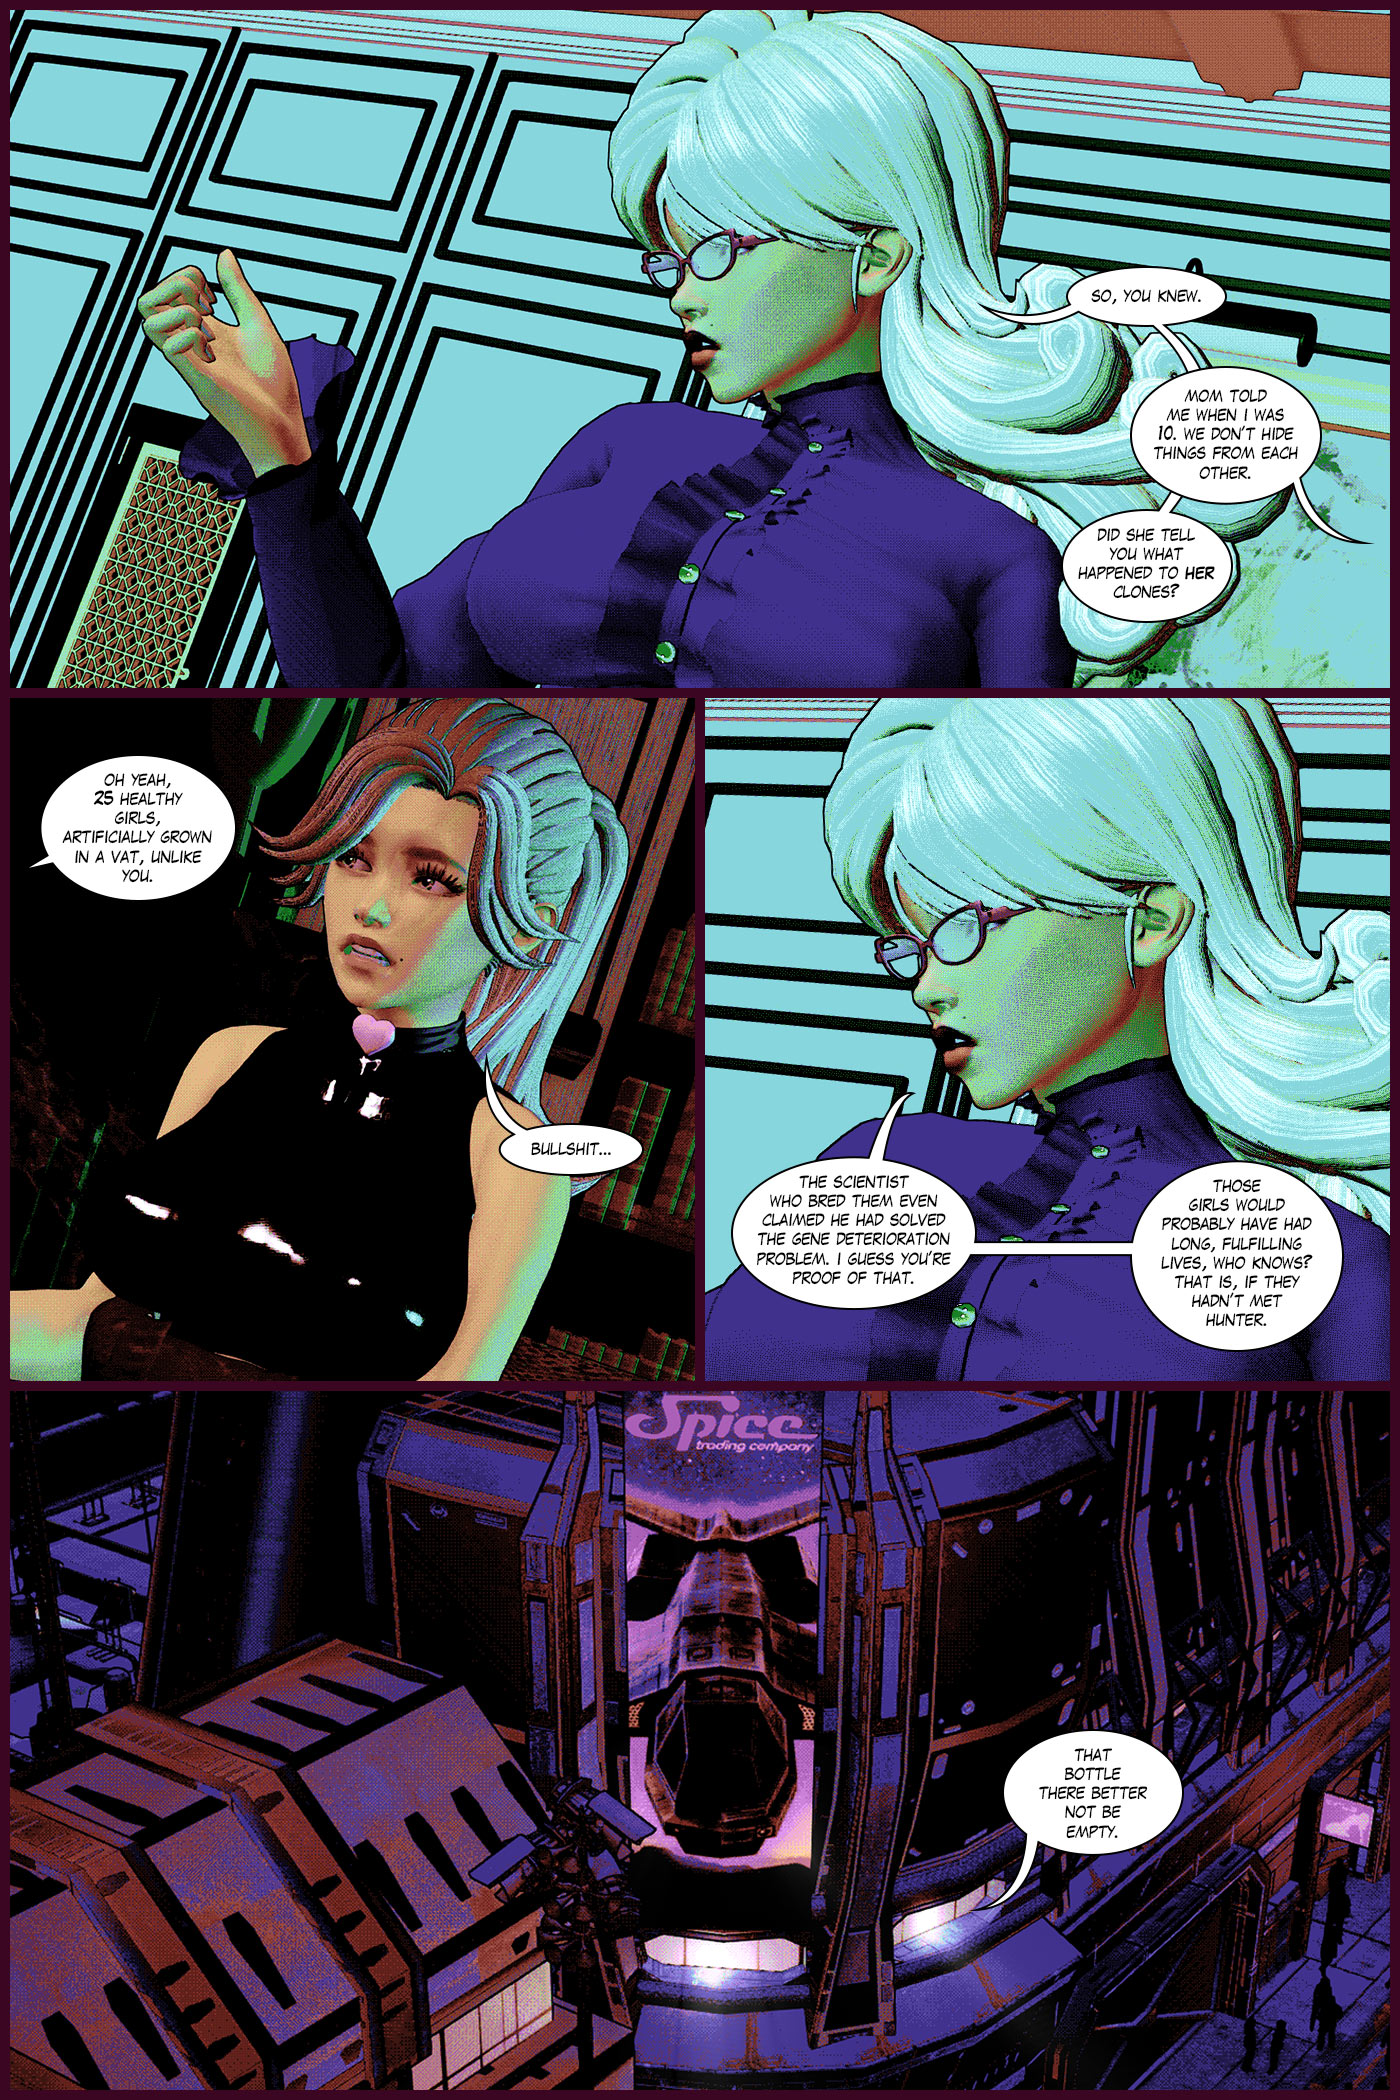 SO, YOU KNEW.
MOM TOLD
ME WHEN I WAS
10. WE DON'T HIDE
THINGS FROM EACH
OTHER.
DID SHE TELL
YOU WHAT
HAPPENED TO HER
CLONES?
OH YEAH,
25 HEALTHY
GIRLS,
ARTIFICIALLY GROWN
IN A VAT, UNLIKE
YOU.
BULLSHIT...
THE SCIENTIST
WHO BRED THEM EVEN
CLAIMED HE HAD SOLVED
THE GENE DETERIORATION
PROBLEM. I GUESS YOU'RE
PROOF OF THAT.
THOSE
GIRLS WOULD
PROBABLY HAVE HAD
LONG, FULFILLING
LIVES, WHO KNOWS?
THAT IS, IF THEY
HADN'T MET
HUNTER.
Spice
trading company
THAT
BOTTLE
THERE BETTER
NOT BE
EMPTY.